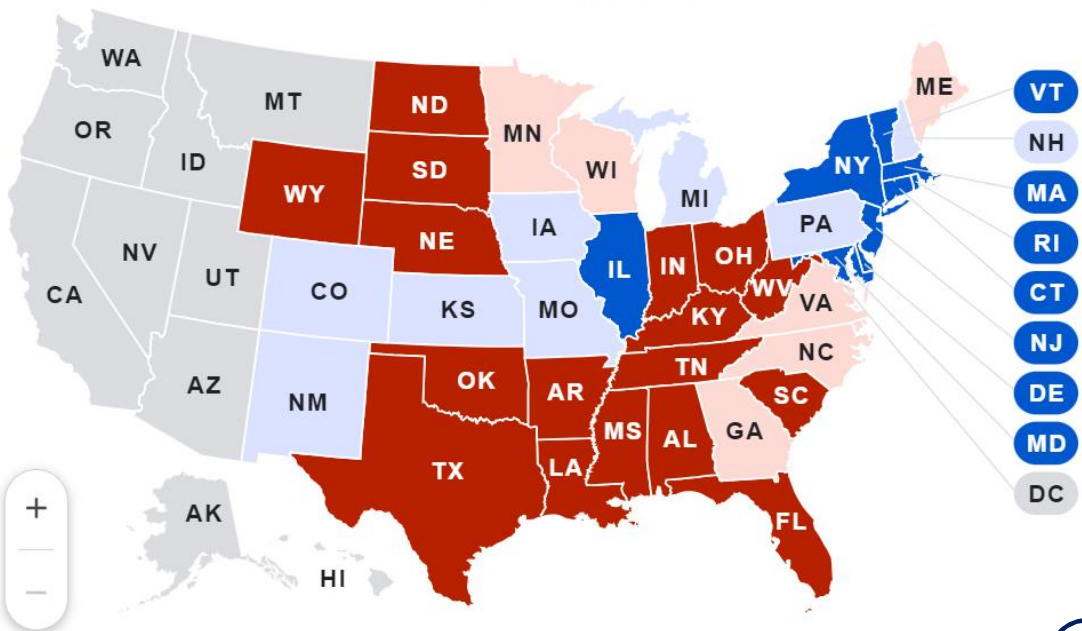 WA
ME
MT
ND
VT
OR
MN
NH
ID
SD
WI
NY
MA
WY
MI
PA
RI
NE
IA
NV
UT
IL
IN
OH
CT
CA
CO
KS
MO
WV
VA
KY
NJ
NC
TN
AZ
OK
AR
SC
DE
NM
MS
AL
GA
MD
TX
LA
DC
AK
FL
HI
+
−